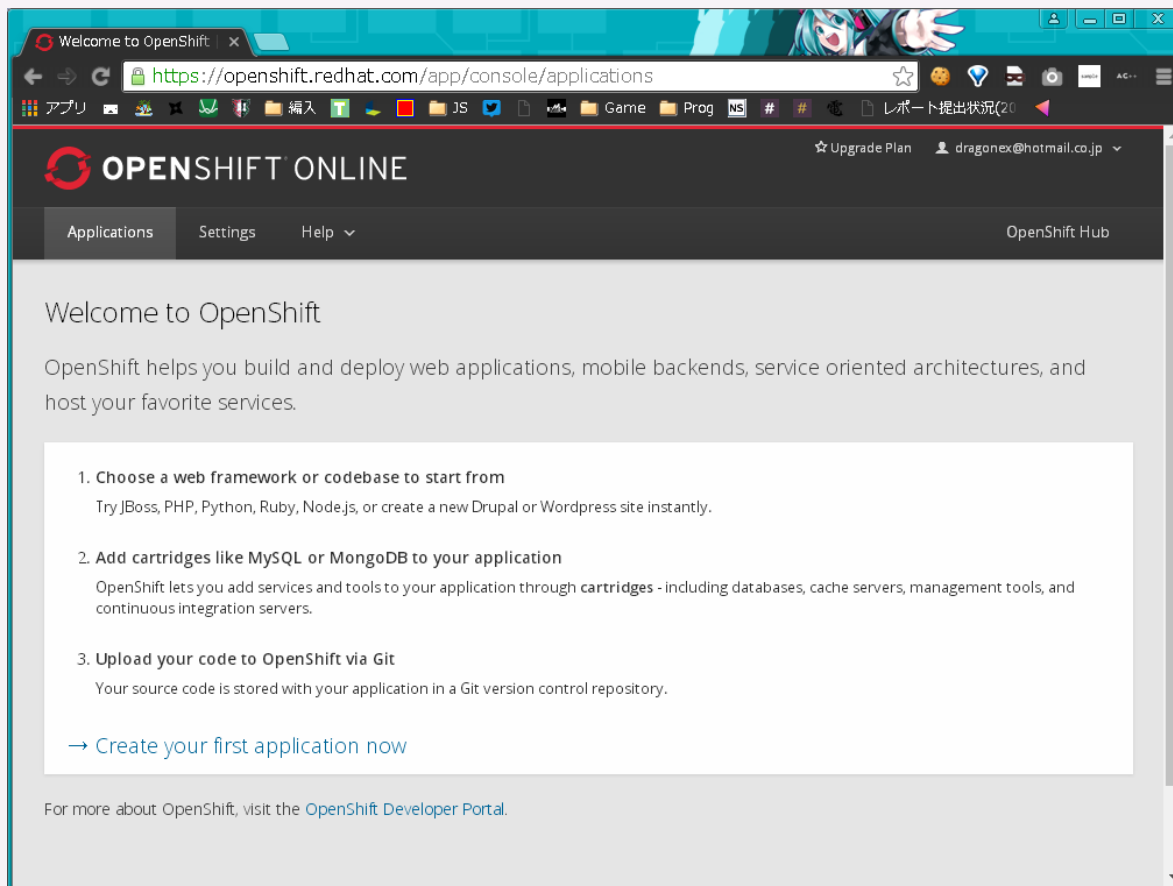 Welcome to OpenShift |
https://openshift.redhat.com/app/console/applications
アプリ 編入 JS Game Prog NS # # レポート提出状況(20
OPENSHIFT ONLINE
Upgrade Plan dragonex@hotmail.co.jp
Applications Settings Help OpenShift Hub
Welcome to OpenShift
OpenShift helps you build and deploy web applications, mobile backends, service oriented architectures, and
host your favorite services.
1. Choose a web framework or codebase to start from
Try JBoss, PHP, Python, Ruby, Node.js, or create a new Drupal or Wordpress site instantly.
2. Add cartridges like MySQL or MongoDB to your application
OpenShift lets you add services and tools to your application through cartridges - including databases, cache servers, management tools, and
continuous integration servers.
3. Upload your code to OpenShift via Git
Your source code is stored with your application in a Git version control repository.
→ Create your first application now
For more about OpenShift, visit the OpenShift Developer Portal.